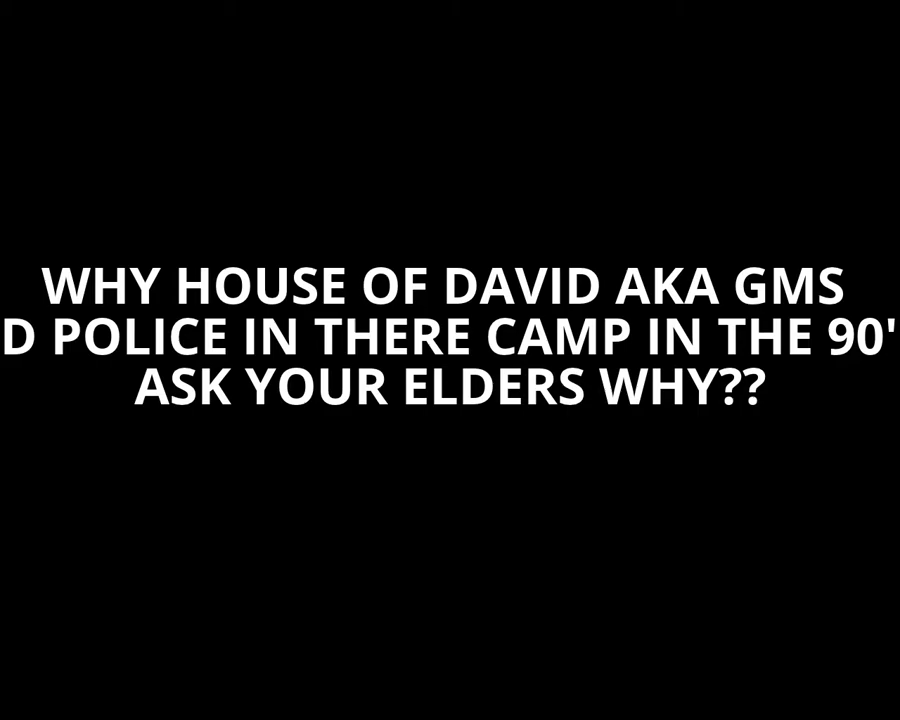 WHY HOUSE OF DAVID AKA GMS
D POLICE IN THERE CAMP IN THE 90'
ASK YOUR ELDERS WHY??